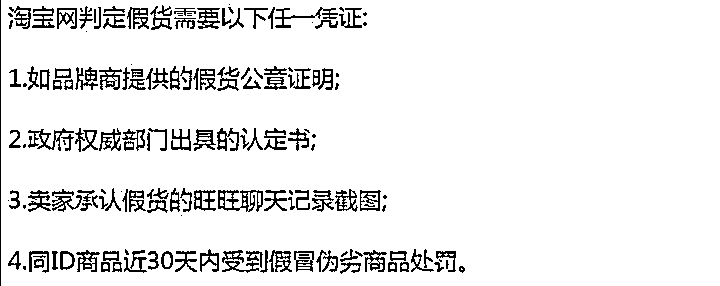 淘宝网判定假货需要以下任一凭证:
1.如品牌商提供的假货公章证明;
2.政府权威部门出具的认定书;
3.卖家承认假货的旺旺聊天记录截图;
4.同ID商品近30天内受到假冒伪劣商品处罚。